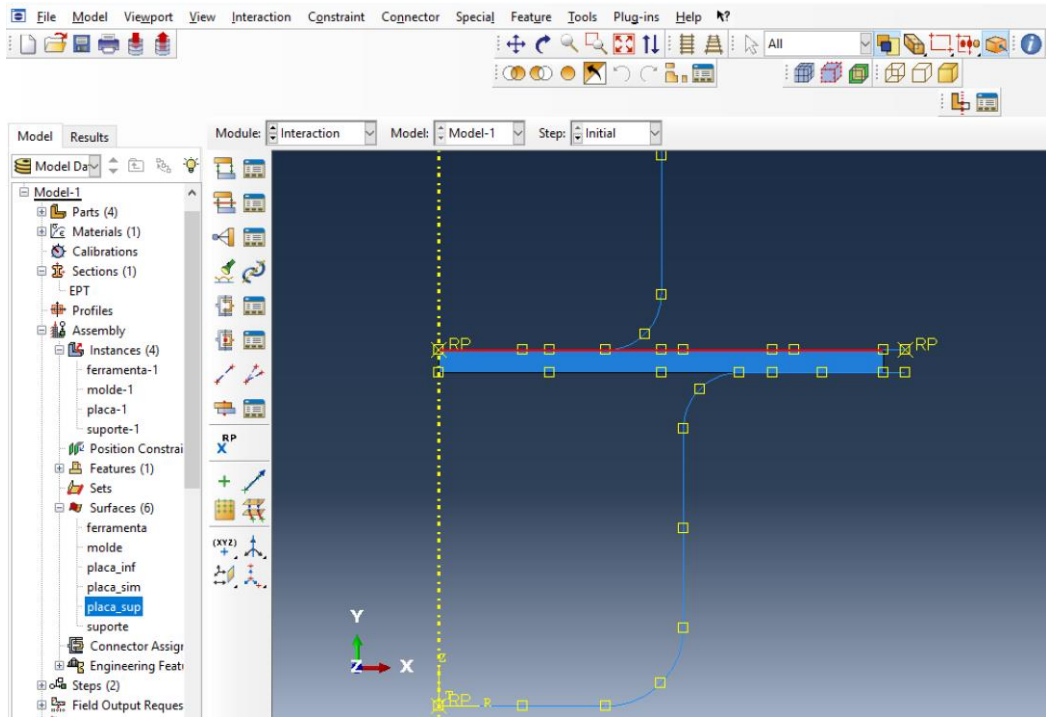 File Model Viewport View Interaction Constraint Connector Special Feature Tools Plug-ins Help
All
Model Results
Module: Interaction Model: Model-1 Step: Initial
Model Da
Model-1
Parts (4)
Materials (1)
Calibrations
Sections (1)
EPT
Profiles
Assembly
Instances (4)
ferramenta-1
molde-1
placa-1
suporte-1
Position Constrai
Features (1)
Sets
Surfaces (6)
ferramenta
molde
placa_inf
placa_sim
placa_sup
suporte
Connector Assigr
Engineering Feat
Steps (2)
Field Output Reques
RP
X
(XYZ)
RP
RP
Y
Z X
RP
T R